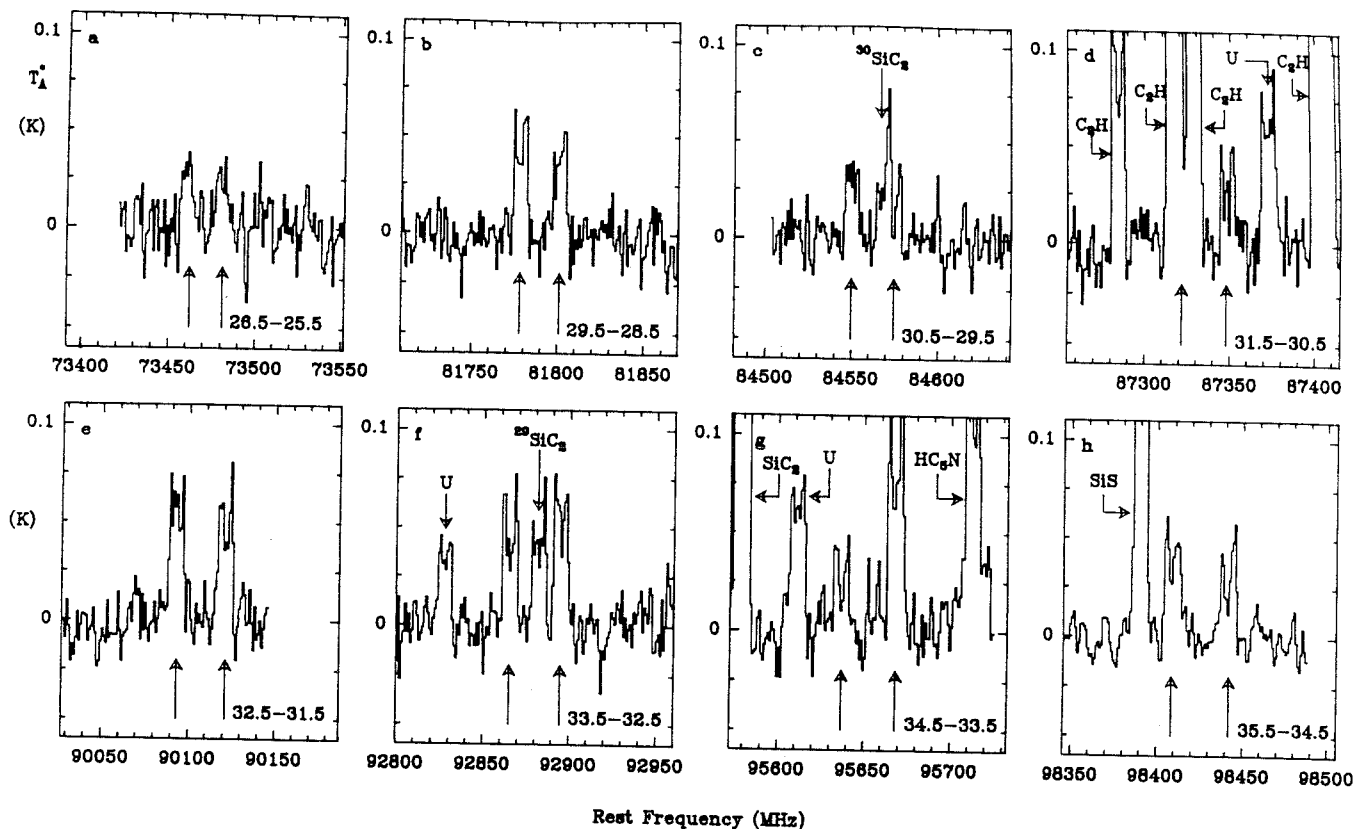 a
0.1
T*A
(K)
0
26.5–25.5
73400 73450 73500 73550
b
0.1
0
29.5–28.5
81750 81800 81850
c
0.1
³⁰SiC₂
0
30.5–29.5
84500 84550 84600
d
0.1
U
C₂H
C₂H
C₂H
C₂H
0
31.5–30.5
87300 87350 87400
e
0.1
(K)
0
32.5–31.5
90050 90100 90150
f
0.1
U
²⁹SiC₂
0
33.5–32.5
92800 92850 92900 92950
g
0.1
SiC₂
U
HC₅N
0
34.5–33.5
95600 95650 95700
h
0.1
SiS
0
35.5–34.5
98350 98400 98450 98500
Rest Frequency (MHz)